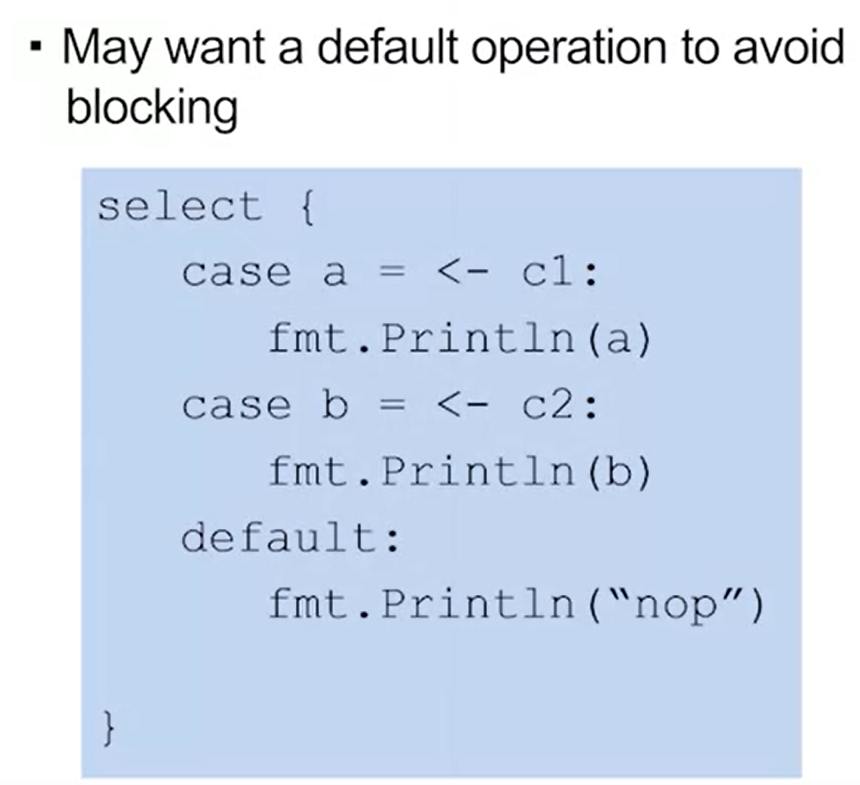 ▪ May want a default operation to avoid
blocking
select {
case a = <- c1:
fmt.Println(a)
case b = <- c2:
fmt.Println(b)
default:
fmt.Println(“nop”)
}